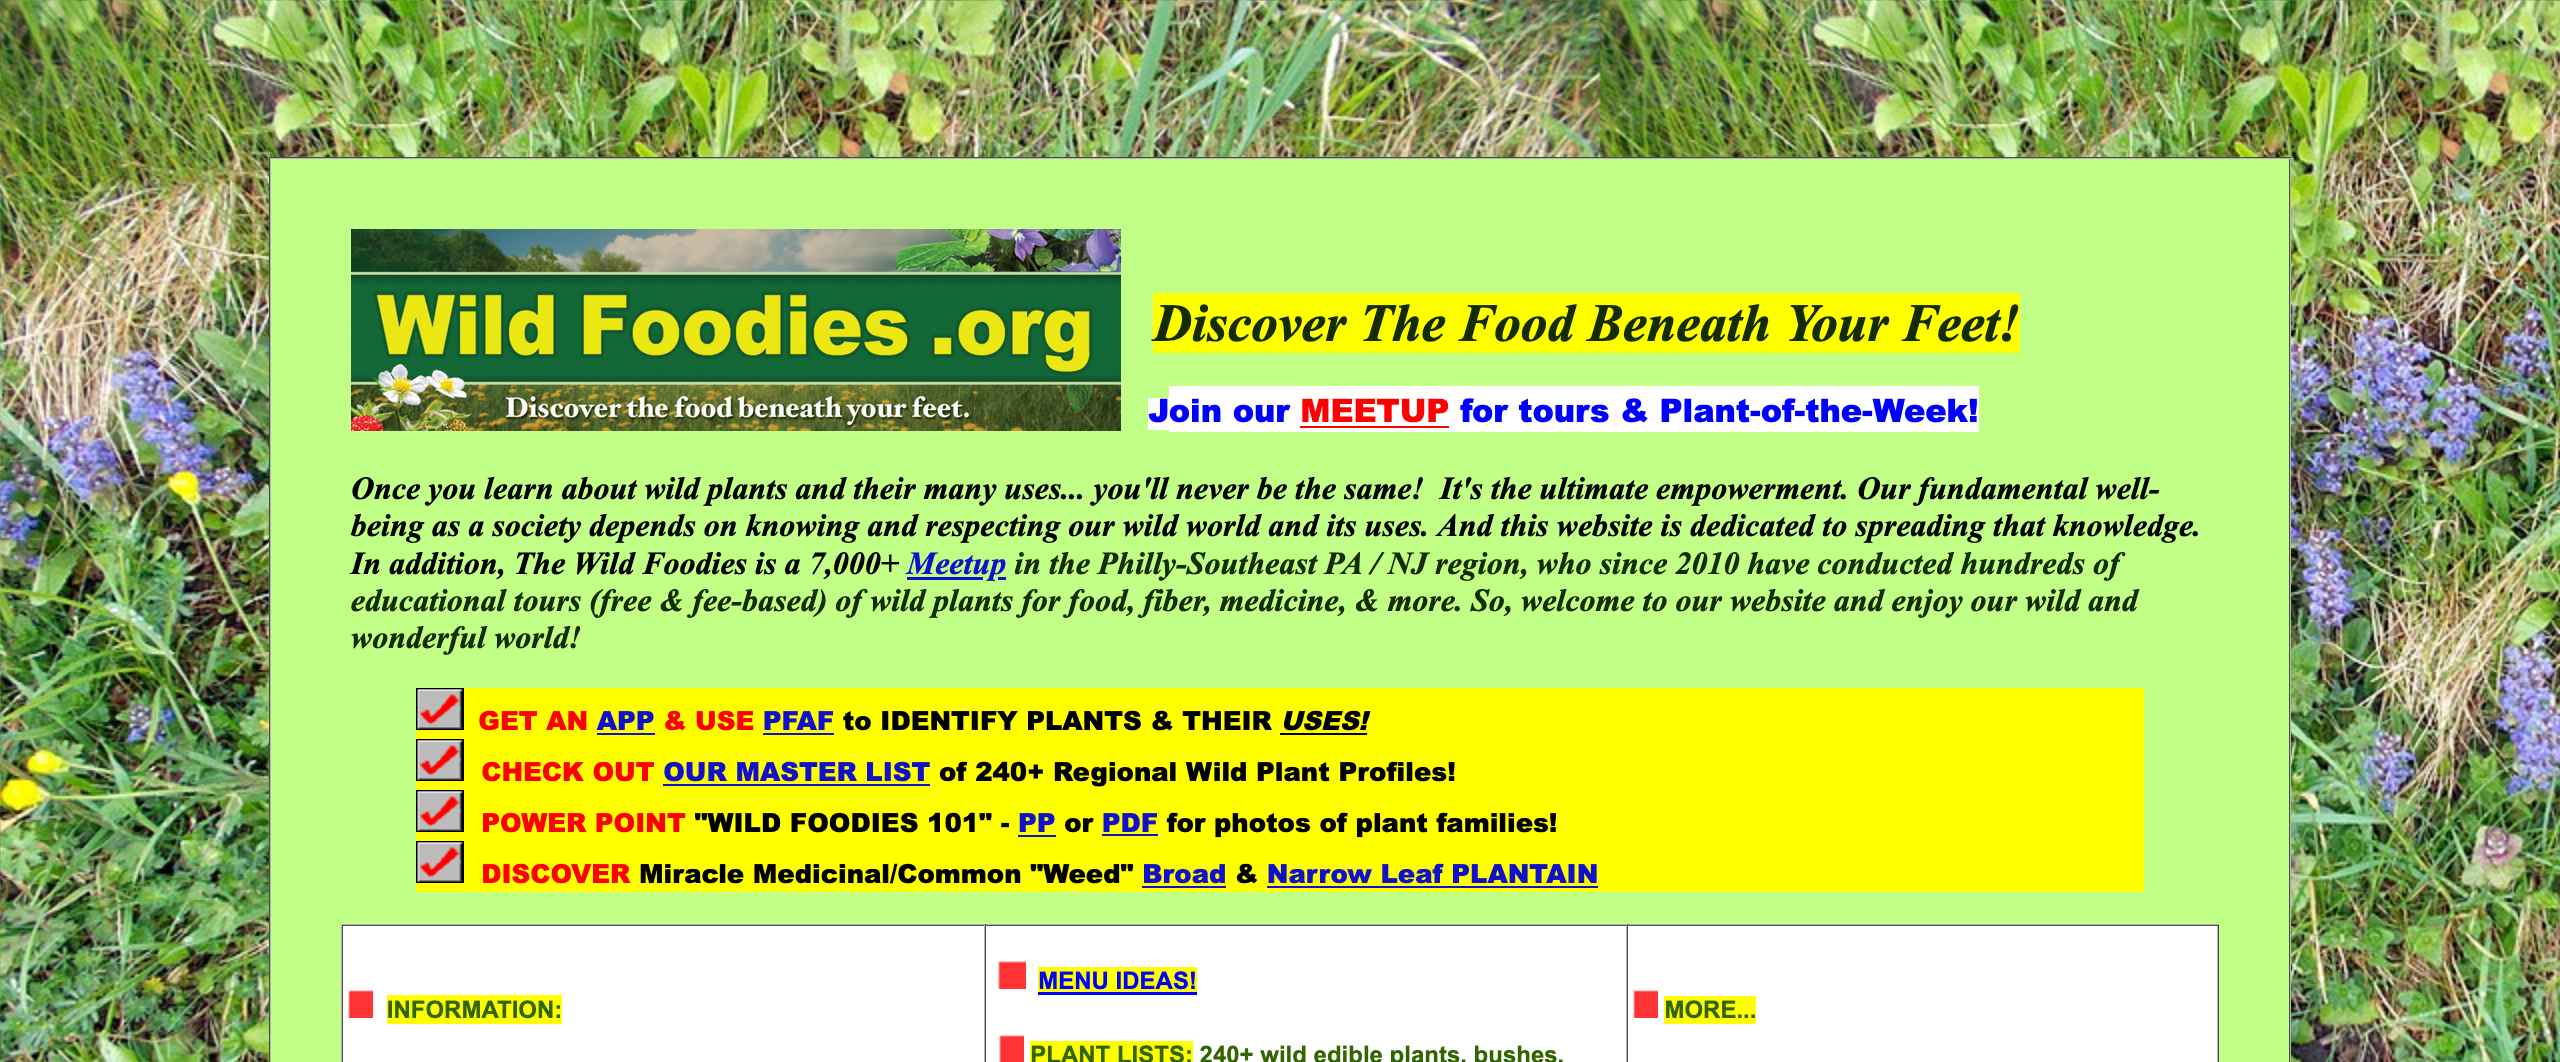 Wild Foodies .org
Discover the food beneath your feet.
Discover The Food Beneath Your Feet!
Join our MEETUP for tours & Plant-of-the-Week!
Once you learn about wild plants and their many uses... you'll never be the same!  It's the ultimate empowerment. Our fundamental well-
being as a society depends on knowing and respecting our wild world and its uses. And this website is dedicated to spreading that knowledge.
In addition, The Wild Foodies is a 7,000+ Meetup in the Philly-Southeast PA / NJ region, who since 2010 have conducted hundreds of
educational tours (free & fee-based) of wild plants for food, fiber, medicine, & more. So, welcome to our website and enjoy our wild and
wonderful world!
GET AN APP & USE PFAF to IDENTIFY PLANTS & THEIR USES!
CHECK OUT OUR MASTER LIST of 240+ Regional Wild Plant Profiles!
POWER POINT "WILD FOODIES 101" - PP or PDF for photos of plant families!
DISCOVER Miracle Medicinal/Common "Weed" Broad & Narrow Leaf PLANTAIN
INFORMATION:
MENU IDEAS!
PLANT LISTS: 240+ wild edible plants, bushes,
MORE...